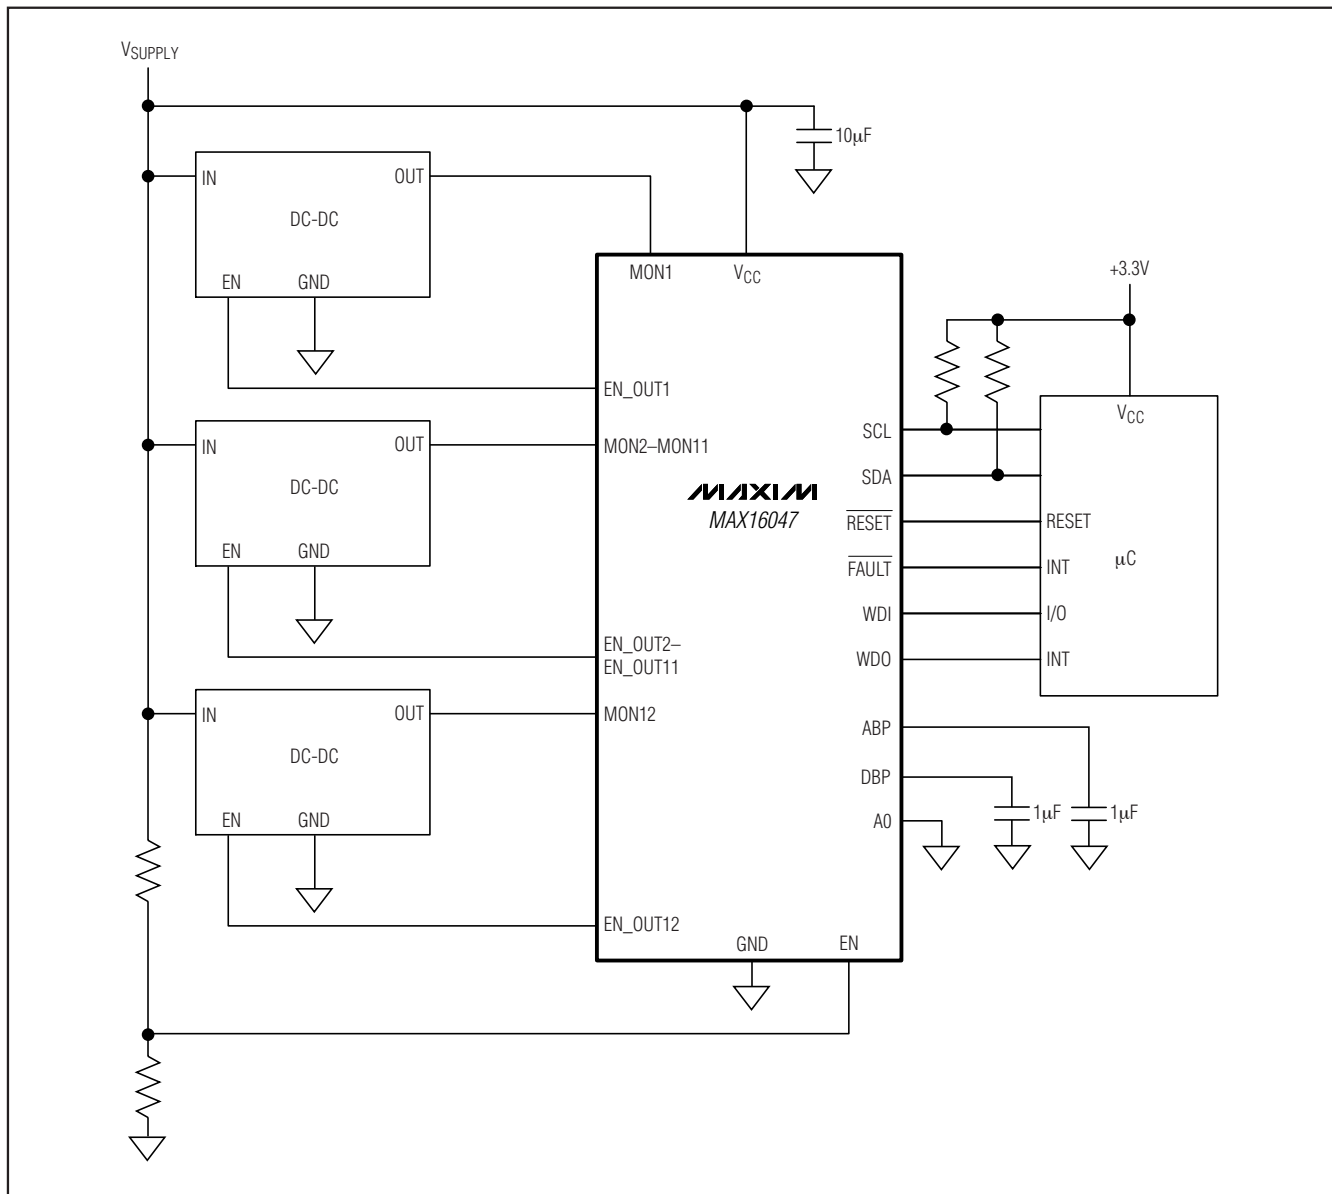 VSUPPLY
10μF
IN
OUT
DC-DC
EN
GND
MON1
VCC
+3.3V
EN_OUT1
VCC
SCL
IN
OUT
MON2–MON11
SDA
DC-DC
MAXIM
MAX16047
RESET
RESET
EN
GND
FAULT
INT
μC
WDI
I/O
EN_OUT2–
EN_OUT11
WDO
INT
IN
OUT
MON12
ABP
DC-DC
DBP
1μF
1μF
EN
GND
A0
EN_OUT12
GND
EN